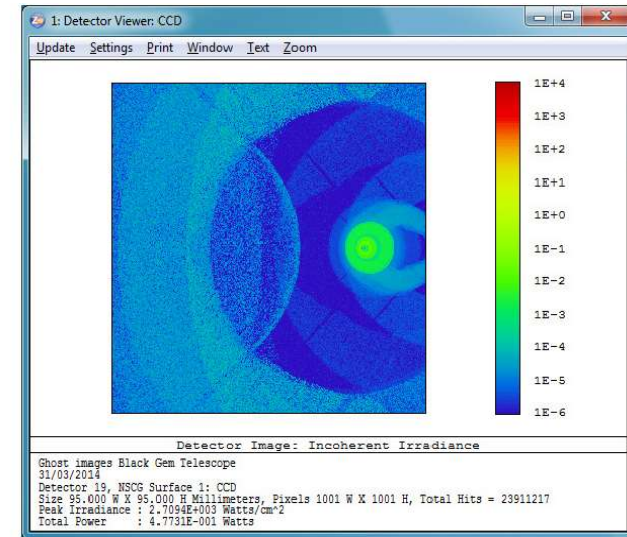 1: Detector Viewer: CCD
Update Settings Print Window Text Zoom
1E+4
1E+3
1E+2
1E+1
1E+0
1E-1
1E-2
1E-3
1E-4
1E-5
1E-6
Detector Image: Incoherent Irradiance
Ghost images Black Gem Telescope
31/03/2014
Detector 19, NSCG Surface 1: CCD
Size 95.000 W X 95.000 H Millimeters, Pixels 1001 W X 1001 H, Total Hits = 23911217
Peak Irradiance : 2.7094E+003 Watts/cm^2
Total Power : 4.7731E-001 Watts